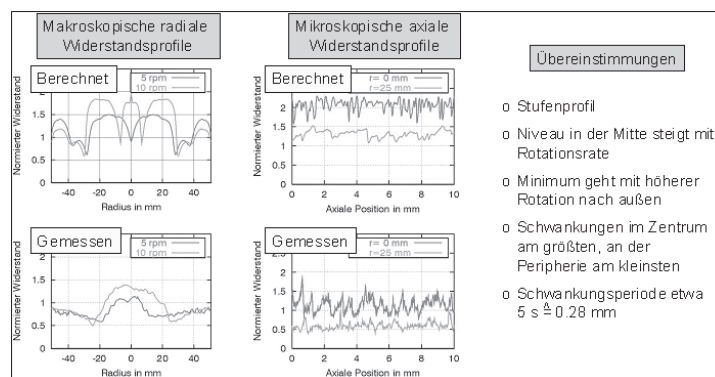 Makroskopische radiale
Widerstandsprofile
Mikroskopische axiale
Widerstandsprofile
Übereinstimmungen
Berechnet
5 rpm
10 rpm
Normierter Widerstand
2
1.5
1
0.5
0
-40
-20
0
20
40
Radius in mm
Berechnet
r= 0 mm
r=25 mm
Normierter Widerstand
2
1.5
1
0.5
0
0
2
4
6
8
10
Axiale Position in mm
Gemessen
5 rpm
10 rpm
Normierter Widerstand
2
1.5
1
0.5
0
-40
-20
0
20
40
Radius in mm
Gemessen
r= 0 mm
r=25 mm
Normierter Widerstand
2
1.5
1
0.5
0
0
2
4
6
8
10
Axiale Position in mm
o Stufenprofil
o Niveau in der Mitte steigt mit
Rotationsrate
o Minimum geht mit höherer
Rotation nach außen
o Schwankungen im Zentrum
am größten, an der
Peripherie am kleinsten
o Schwankungsperiode etwa
5 s ≙ 0.28 mm